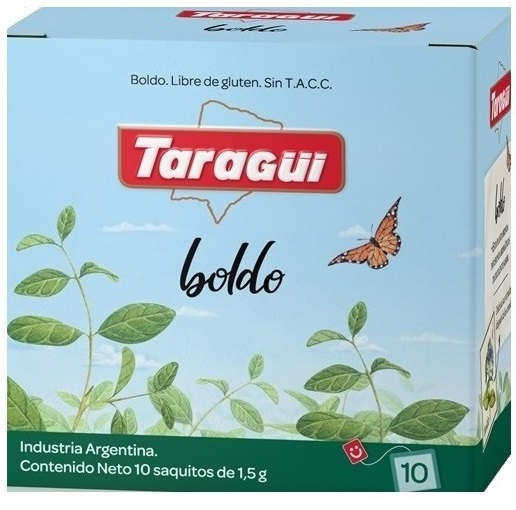 Taragüi
boldo
Boldo. Libre de gluten. Sin T.A.C.C.
Taragüi
boldo
boldo
Industria Argentina.
Contenido Neto 10 saquitos de 1,5 g
10